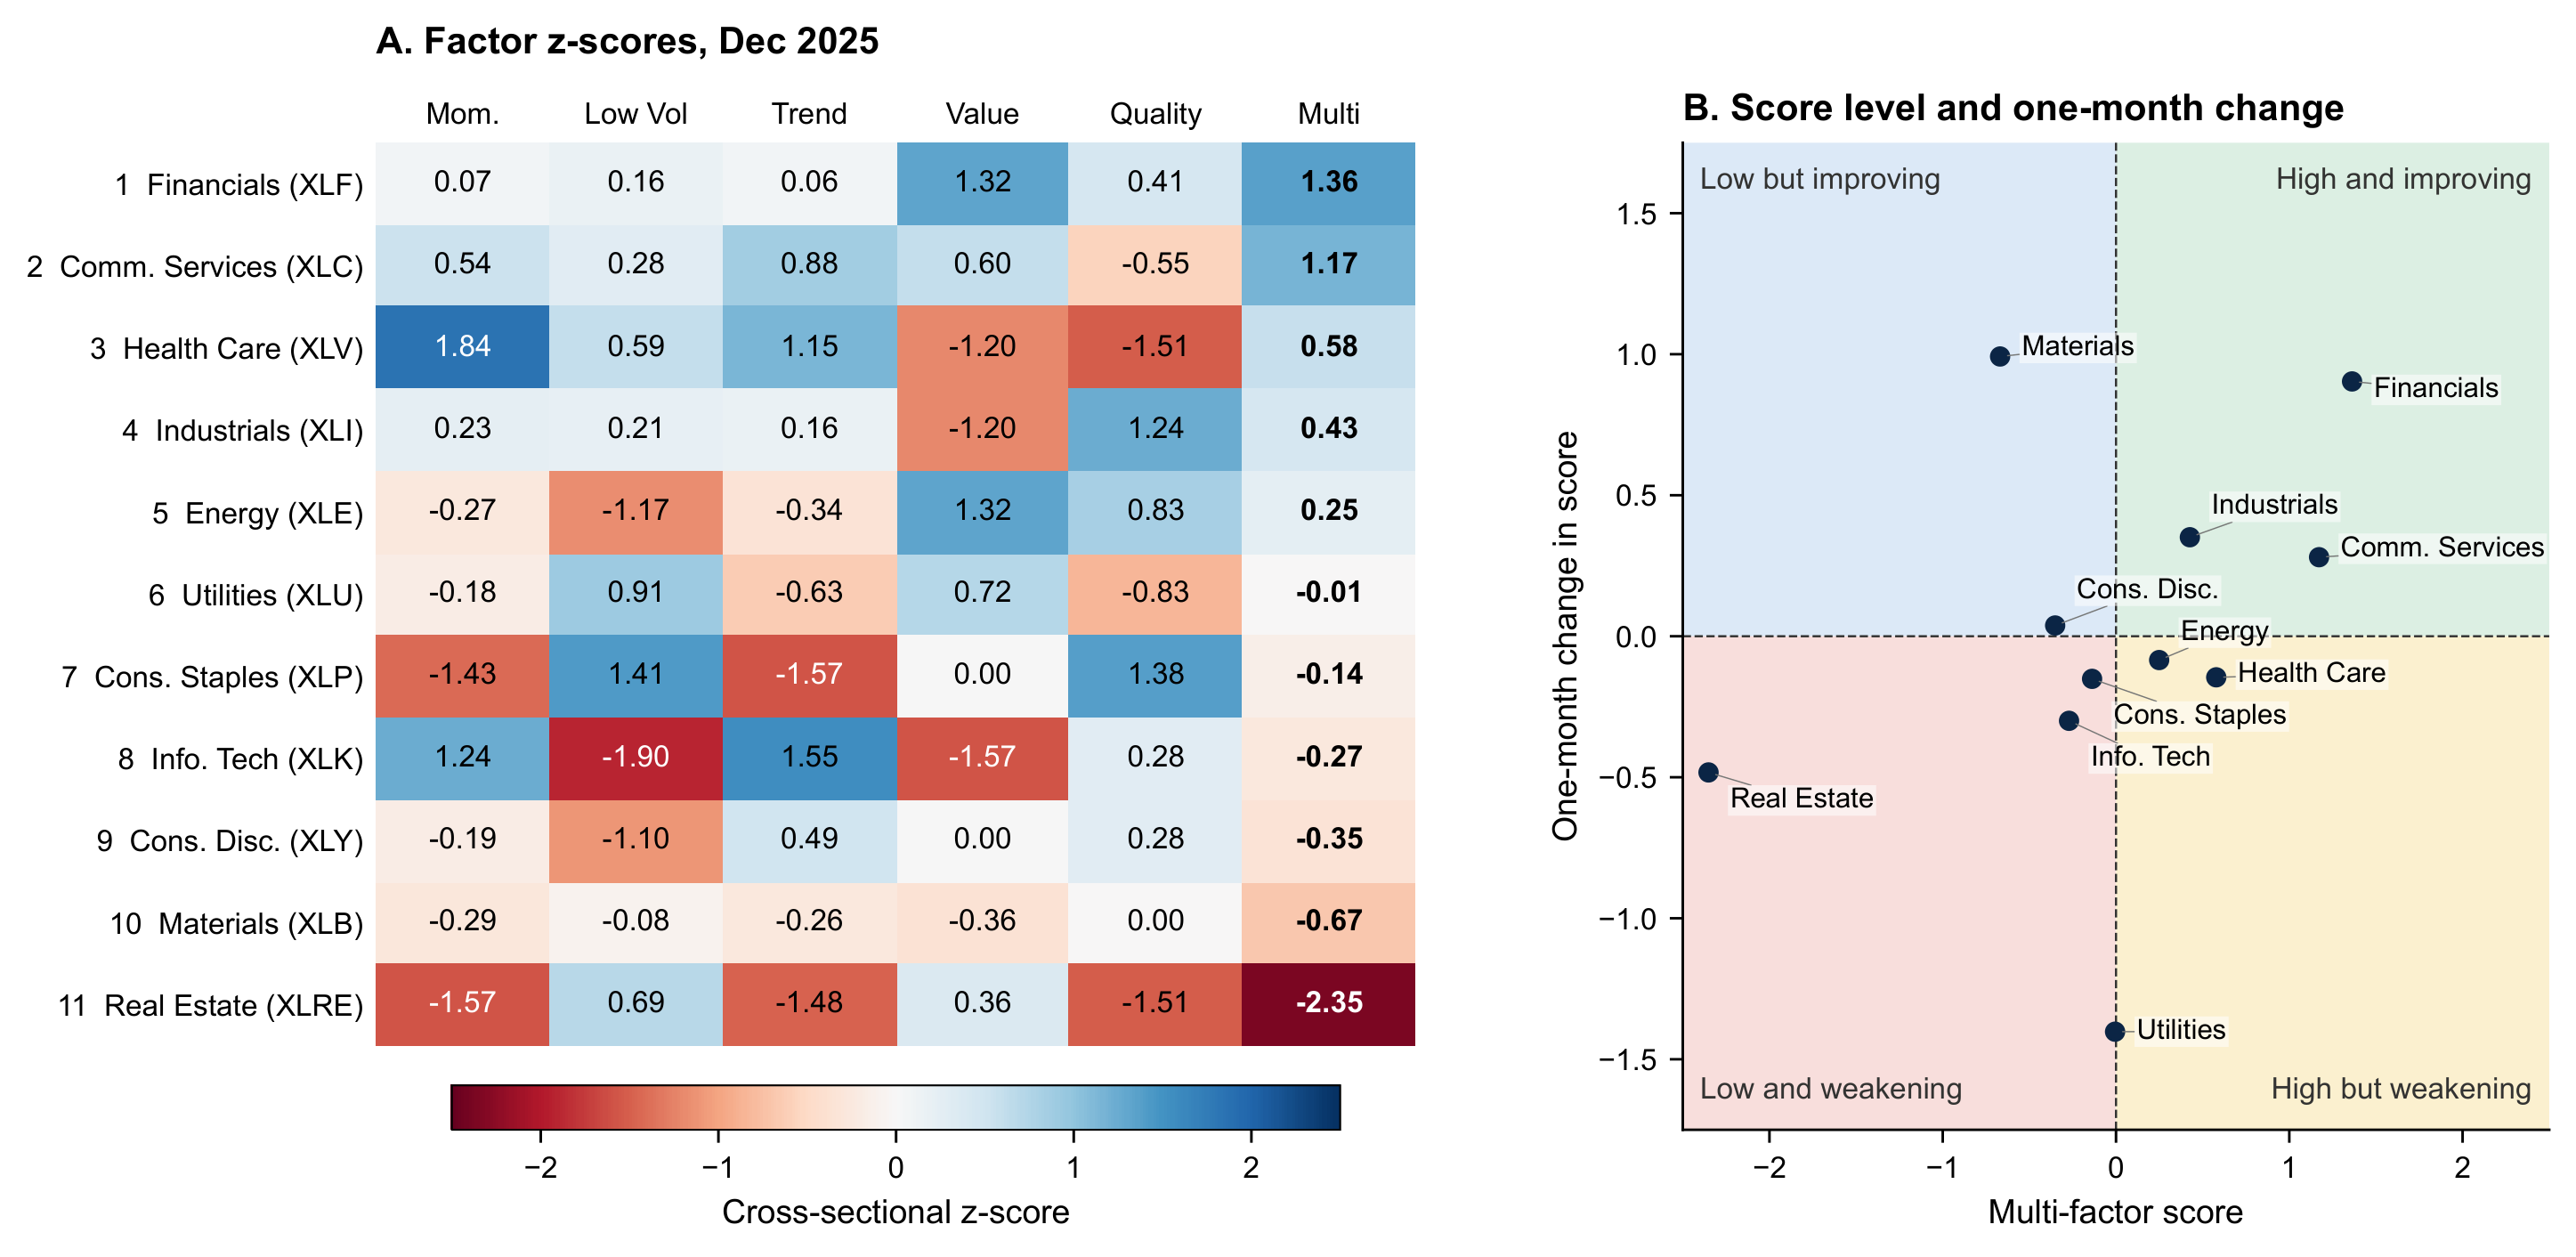 A. Factor z-scores, Dec 2025
Mom. Low Vol Trend Value Quality Multi
1 Financials (XLF) 0.07 0.16 0.06 1.32 0.41 1.36
2 Comm. Services (XLC) 0.54 0.28 0.88 0.60 -0.55 1.17
3 Health Care (XLV) 1.84 0.59 1.15 -1.20 -1.51 0.58
4 Industrials (XLI) 0.23 0.21 0.16 -1.20 1.24 0.43
5 Energy (XLE) -0.27 -1.17 -0.34 1.32 0.83 0.25
6 Utilities (XLU) -0.18 0.91 -0.63 0.72 -0.83 -0.01
7 Cons. Staples (XLP) -1.43 1.41 -1.57 0.00 1.38 -0.14
8 Info. Tech (XLK) 1.24 -1.90 1.55 -1.57 0.28 -0.27
9 Cons. Disc. (XLY) -0.19 -1.10 0.49 0.00 0.28 -0.35
10 Materials (XLB) -0.29 -0.08 -0.26 -0.36 0.00 -0.67
11 Real Estate (XLRE) -1.57 0.69 -1.48 0.36 -1.51 -2.35
−2 −1 0 1 2
Cross-sectional z-score
B. Score level and one-month change
Low but improving
High and improving
1.5
1.0
0.5
0.0
−0.5
−1.0
−1.5
One-month change in score
Materials
Financials
Industrials
Comm. Services
Cons. Disc.
Energy
Health Care
Cons. Staples
Info. Tech
Real Estate
Utilities
Low and weakening
High but weakening
−2 −1 0 1 2
Multi-factor score